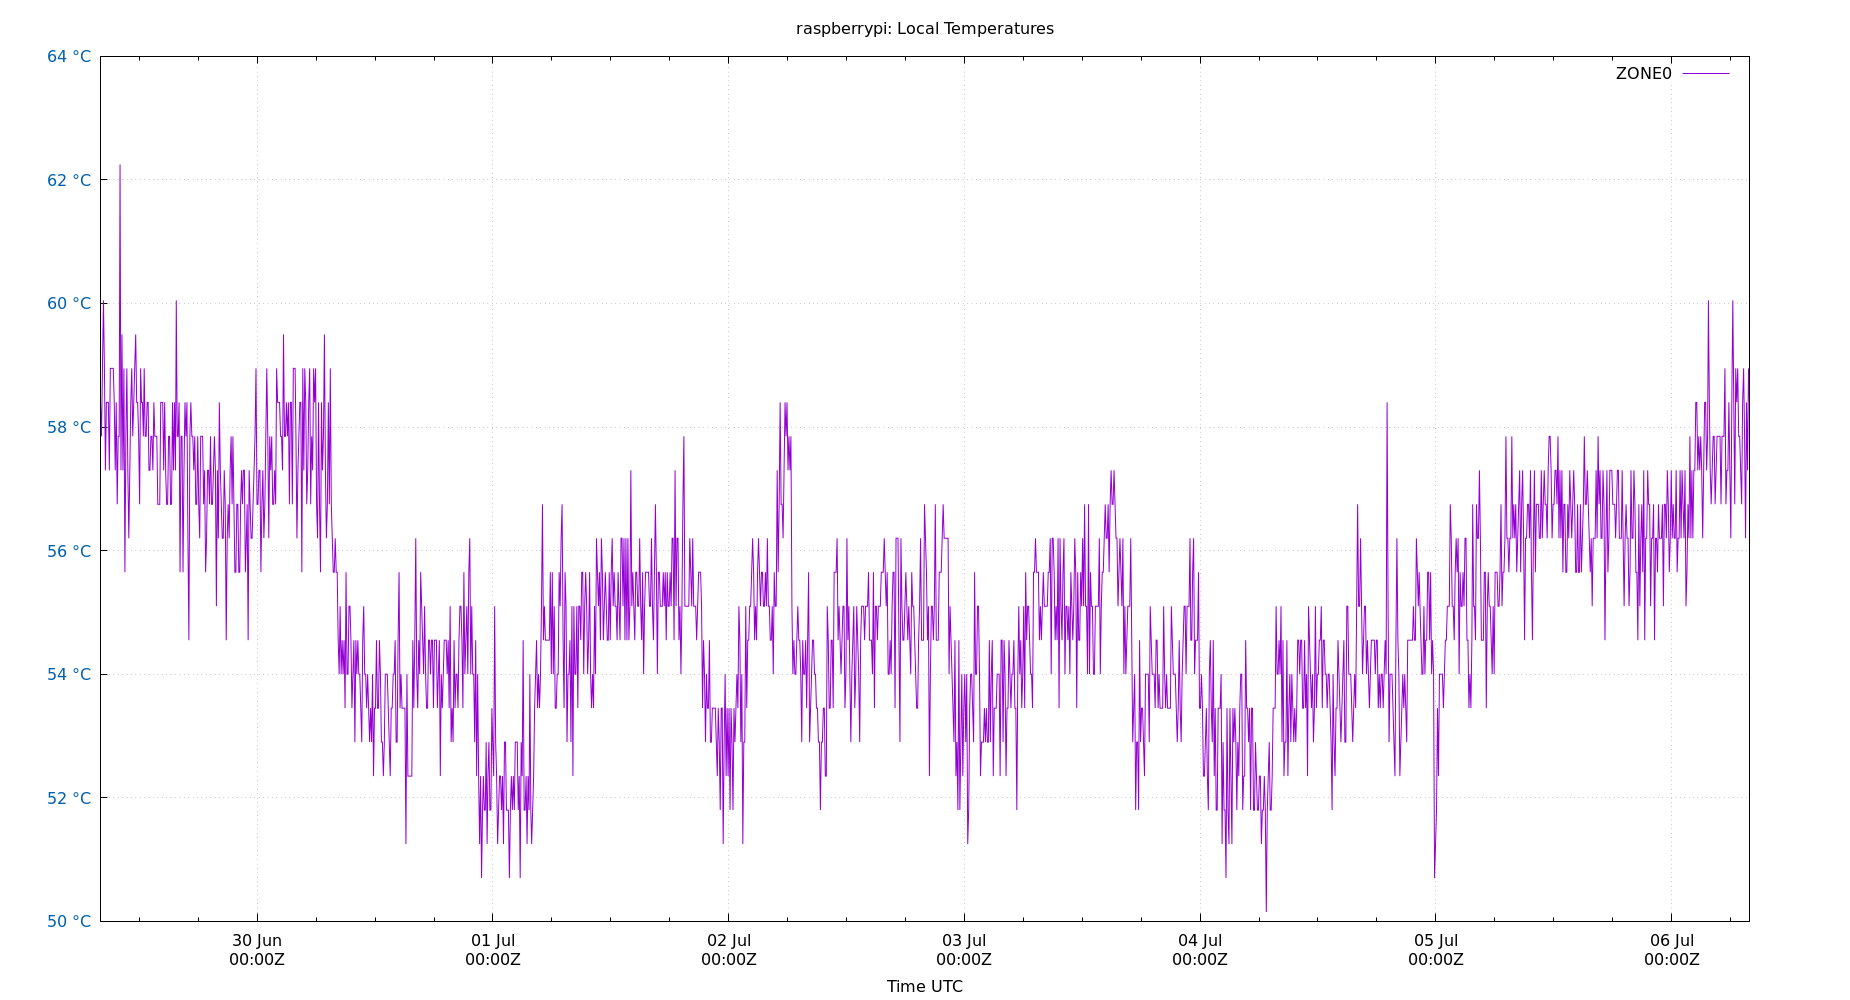 raspberrypi: Local Temperatures
64 °C
ZONE0
62 °C
60 °C
58 °C
56 °C
54 °C
52 °C
50 °C
30 Jun 01 Jul 02 Jul 03 Jul 04 Jul 05 Jul 06 Jul
00:00Z 00:00Z 00:00Z 00:00Z 00:00Z 00:00Z 00:00Z
Time UTC